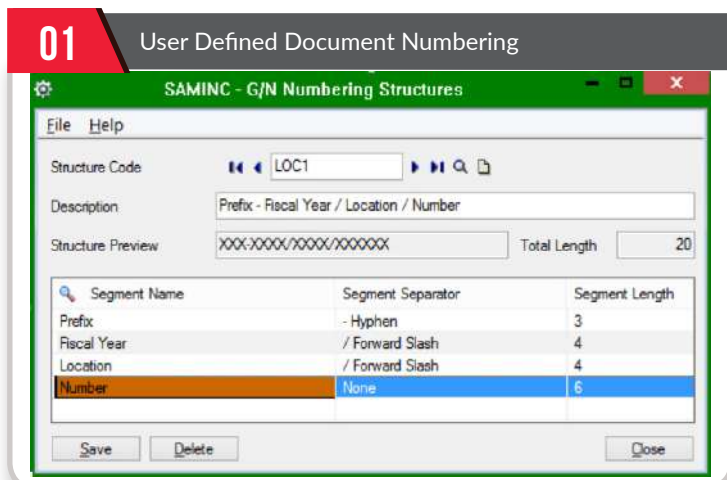 01 User Defined Document Numbering
SAMINC - G/N Numbering Structures
File Help
Structure Code LOC1
Description Prefix - Fiscal Year / Location / Number
Structure Preview XXX-XXXX/XXXX/XXXXXX Total Length 20
Segment Name Segment Separator Segment Length
Prefix - Hyphen 3
Fiscal Year / Forward Slash 4
Location / Forward Slash 4
Number None 6
Save Delete Close